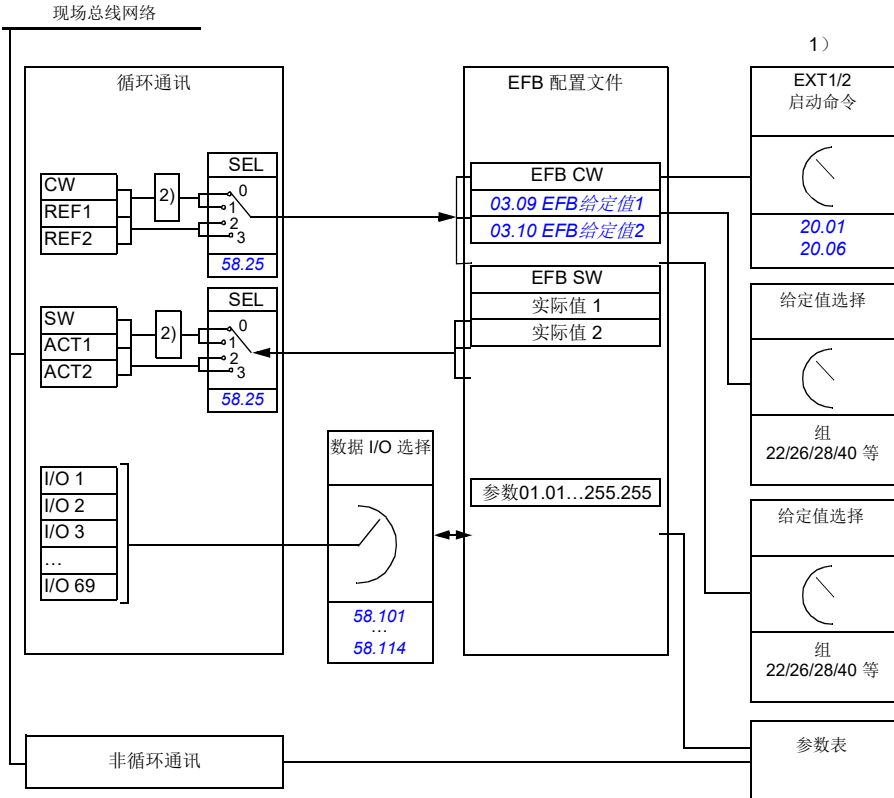 现场总线网络
1）
循环通讯
EFB 配置文件
EXT1/2
启动命令
CW
REF1
REF2
2)
SEL
0
1
2
3
58.25
EFB CW
03.09 EFB给定值1
03.10 EFB给定值2
20.01
20.06
SW
ACT1
ACT2
2)
SEL
0
1
2
3
58.25
EFB SW
实际值 1
实际值 2
给定值选择
组
22/26/28/40 等
I/O 1
I/O 2
I/O 3
…
I/O 69
数据 I/O 选择
58.101
…
58.114
参数01.01…255.255
给定值选择
组
22/26/28/40 等
非循环通讯
参数表